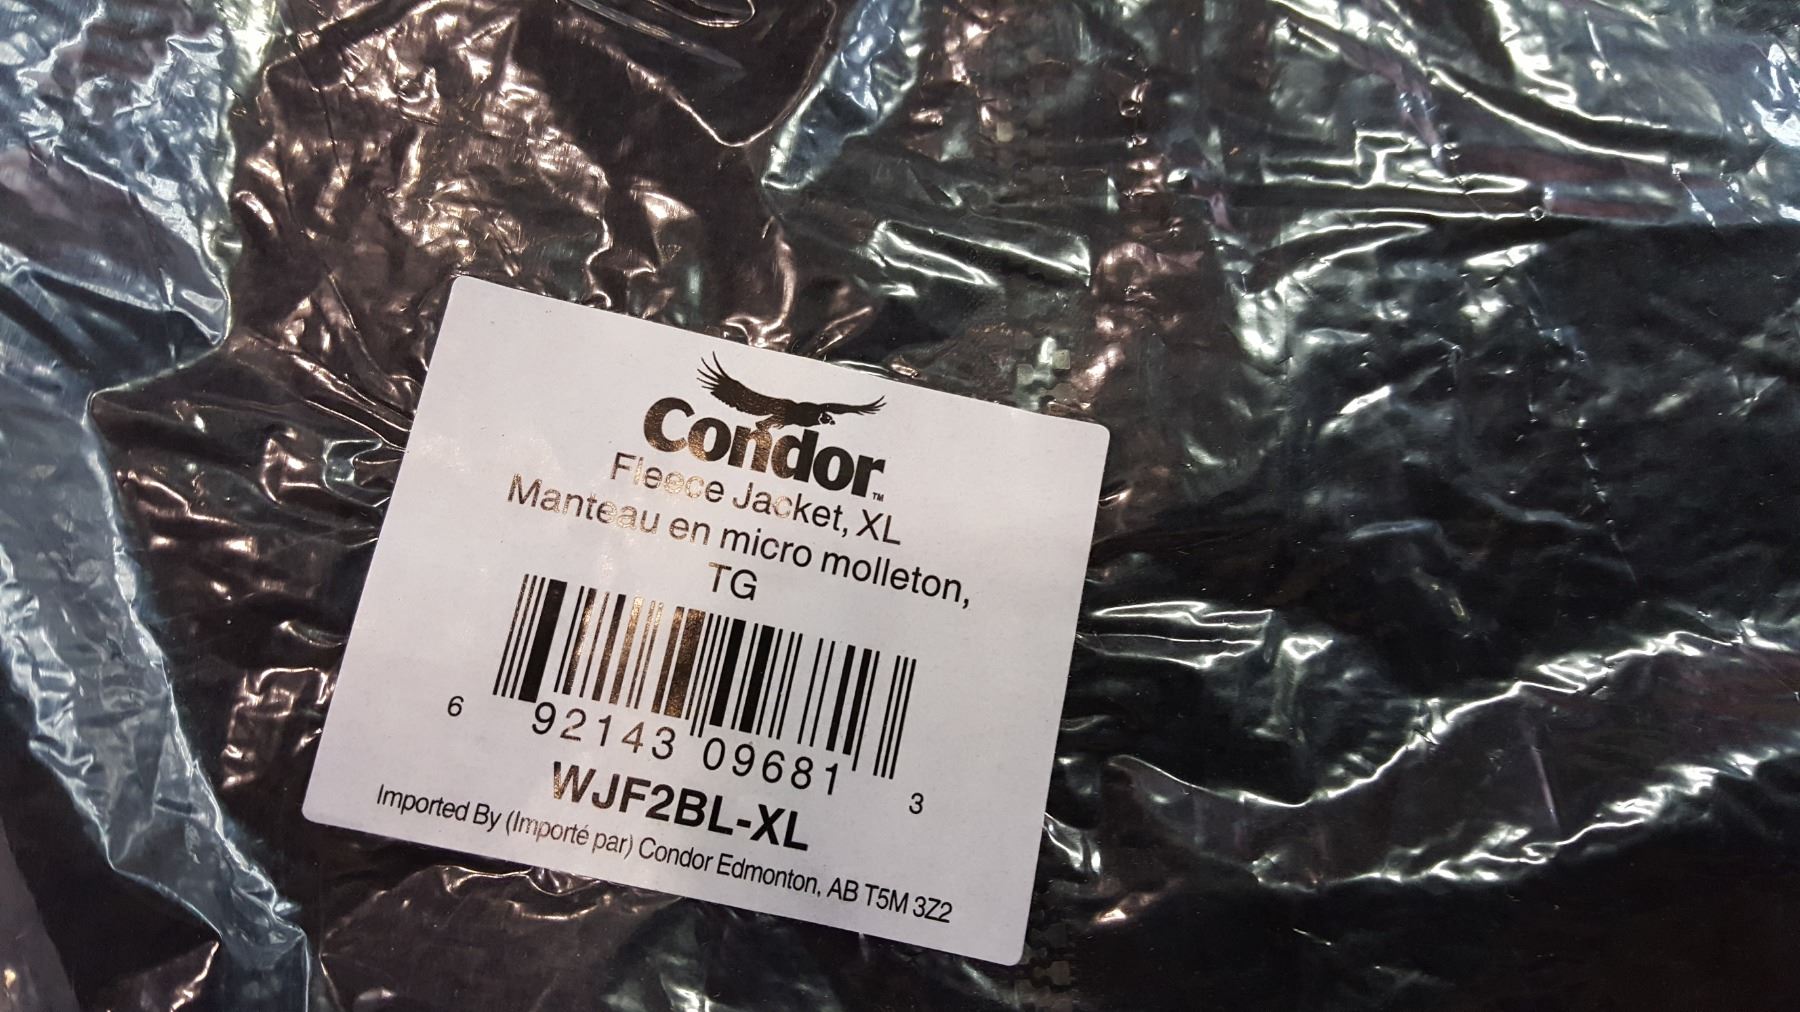 Condor™
Fleece Jacket, XL
Manteau en micro molleton,
TG
6 92143 09681 3
WJF2BL-XL
Imported By (Importé par) Condor Edmonton, AB T5M 3Z2